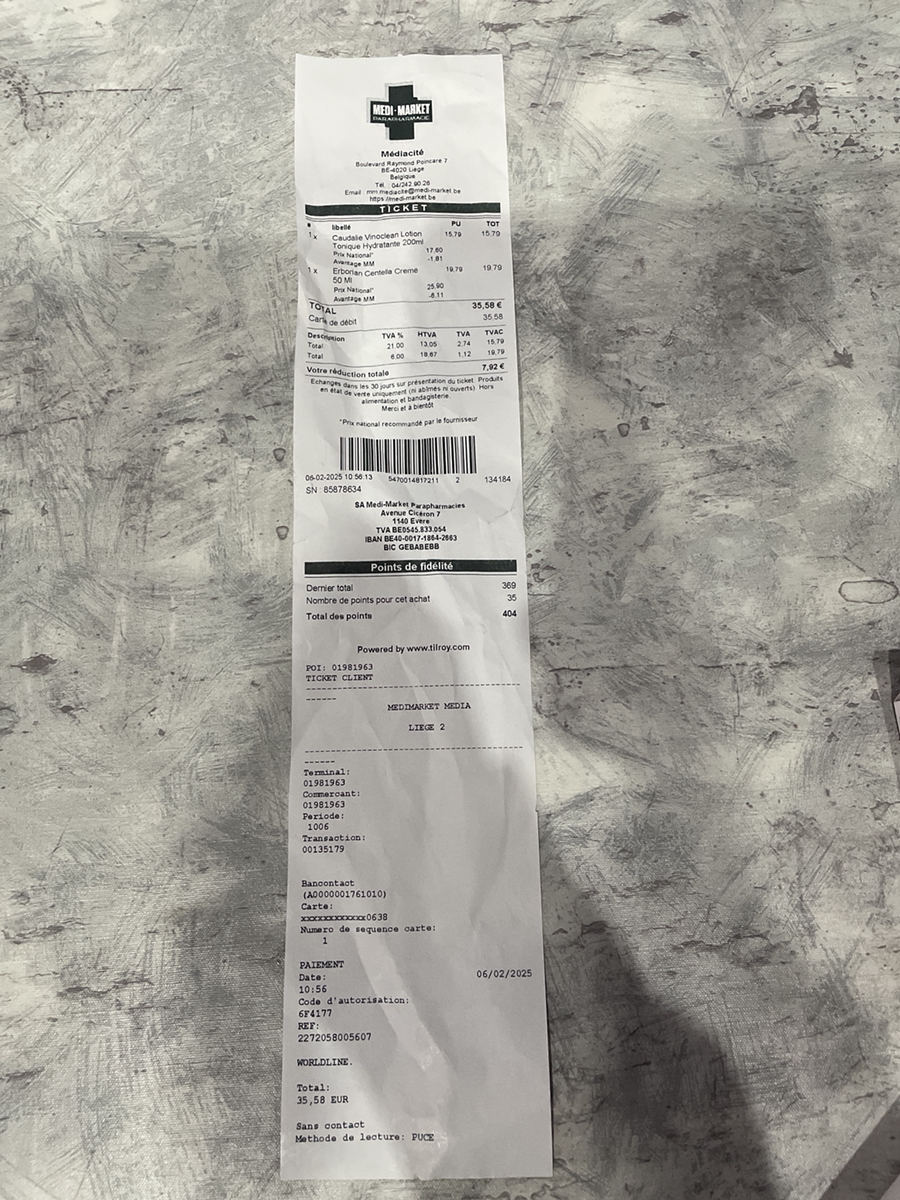 MEDI-MARKET
PARAPHARMACIE
Médiacité
Boulevard Raymond Poincare 7
BE-4020 Liège
Belgique
Tél. : 04/242 90 26
Email : mm.mediacite@medi-market.be
https://medi-market.be
TICKET
# libellé PU TOT
1 x Caudalie Vinoclean Lotion 15,79 15,79
Tonique Hydratante 200ml
Prix National* 17,60
Avantage MM -1,81
1 x Erborian Centella Creme 19,79 19,79
50 Ml
Prix National* 25,90
Avantage MM -6,11
TOTAL 35,58 €
Carte de débit 35,58
Description TVA % HTVA TVA TVAC
Total 21,00 13,05 2,74 15,79
Total 6,00 18,67 1,12 19,79
Votre réduction totale 7,92 €
Echanges dans les 30 jours sur présentation du ticket. Produits
en état de vente uniquement (ni abîmés ni ouverts). Hors
alimentation et bandagisterie.
Merci et à bientôt
*Prix national recommandé par le fournisseur
06-02-2025 10:56:13 5470014817211 2 134184
SN : 85878634
SA Medi-Market Parapharmacies
Avenue Cicéron 7
1140 Evere
TVA BE0545.833.054
IBAN BE40-0017-1864-2663
BIC GEBABEBB
Points de fidélité
Dernier total 369
Nombre de points pour cet achat 35
Total des points 404
Powered by www.tilroy.com
POI: 01981963
TICKET CLIENT
MEDIMARKET MEDIA
LIEGE 2
Terminal:
01981963
Commercant:
01981963
Periode:
1006
Transaction:
00135179
Bancontact
(A0000001761010)
Carte:
xxxxxxxxxxxxx0638
Numero de sequence carte:
1
PAIEMENT
Date: 06/02/2025
10:56
Code d'autorisation:
6F4177
REF:
2272058005607
WORLDLINE.
Total:
35,58 EUR
Sans contact
Methode de lecture: PUCE